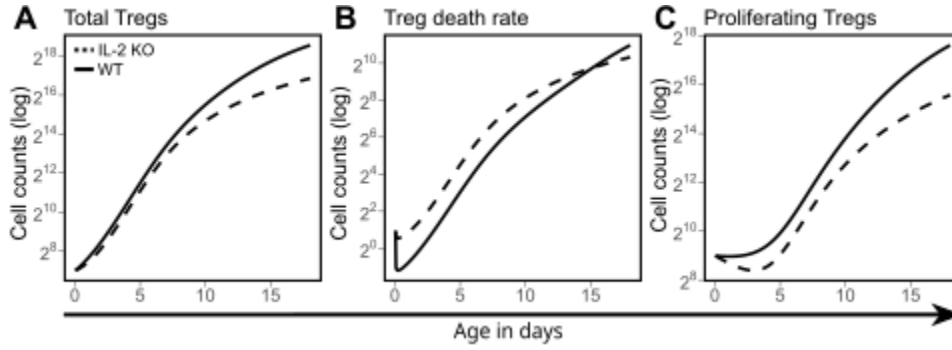 A Total Tregs
B Treg death rate
C Proliferating Tregs
Cell counts (log)
2^18
2^16
2^14
2^12
2^10
2^8
IL-2 KO
WT
0 5 10 15
Cell counts (log)
2^10
2^8
2^6
2^4
2^2
2^0
0 5 10 15
Cell counts (log)
2^18
2^16
2^14
2^12
2^10
2^8
0 5 10 15
Age in days